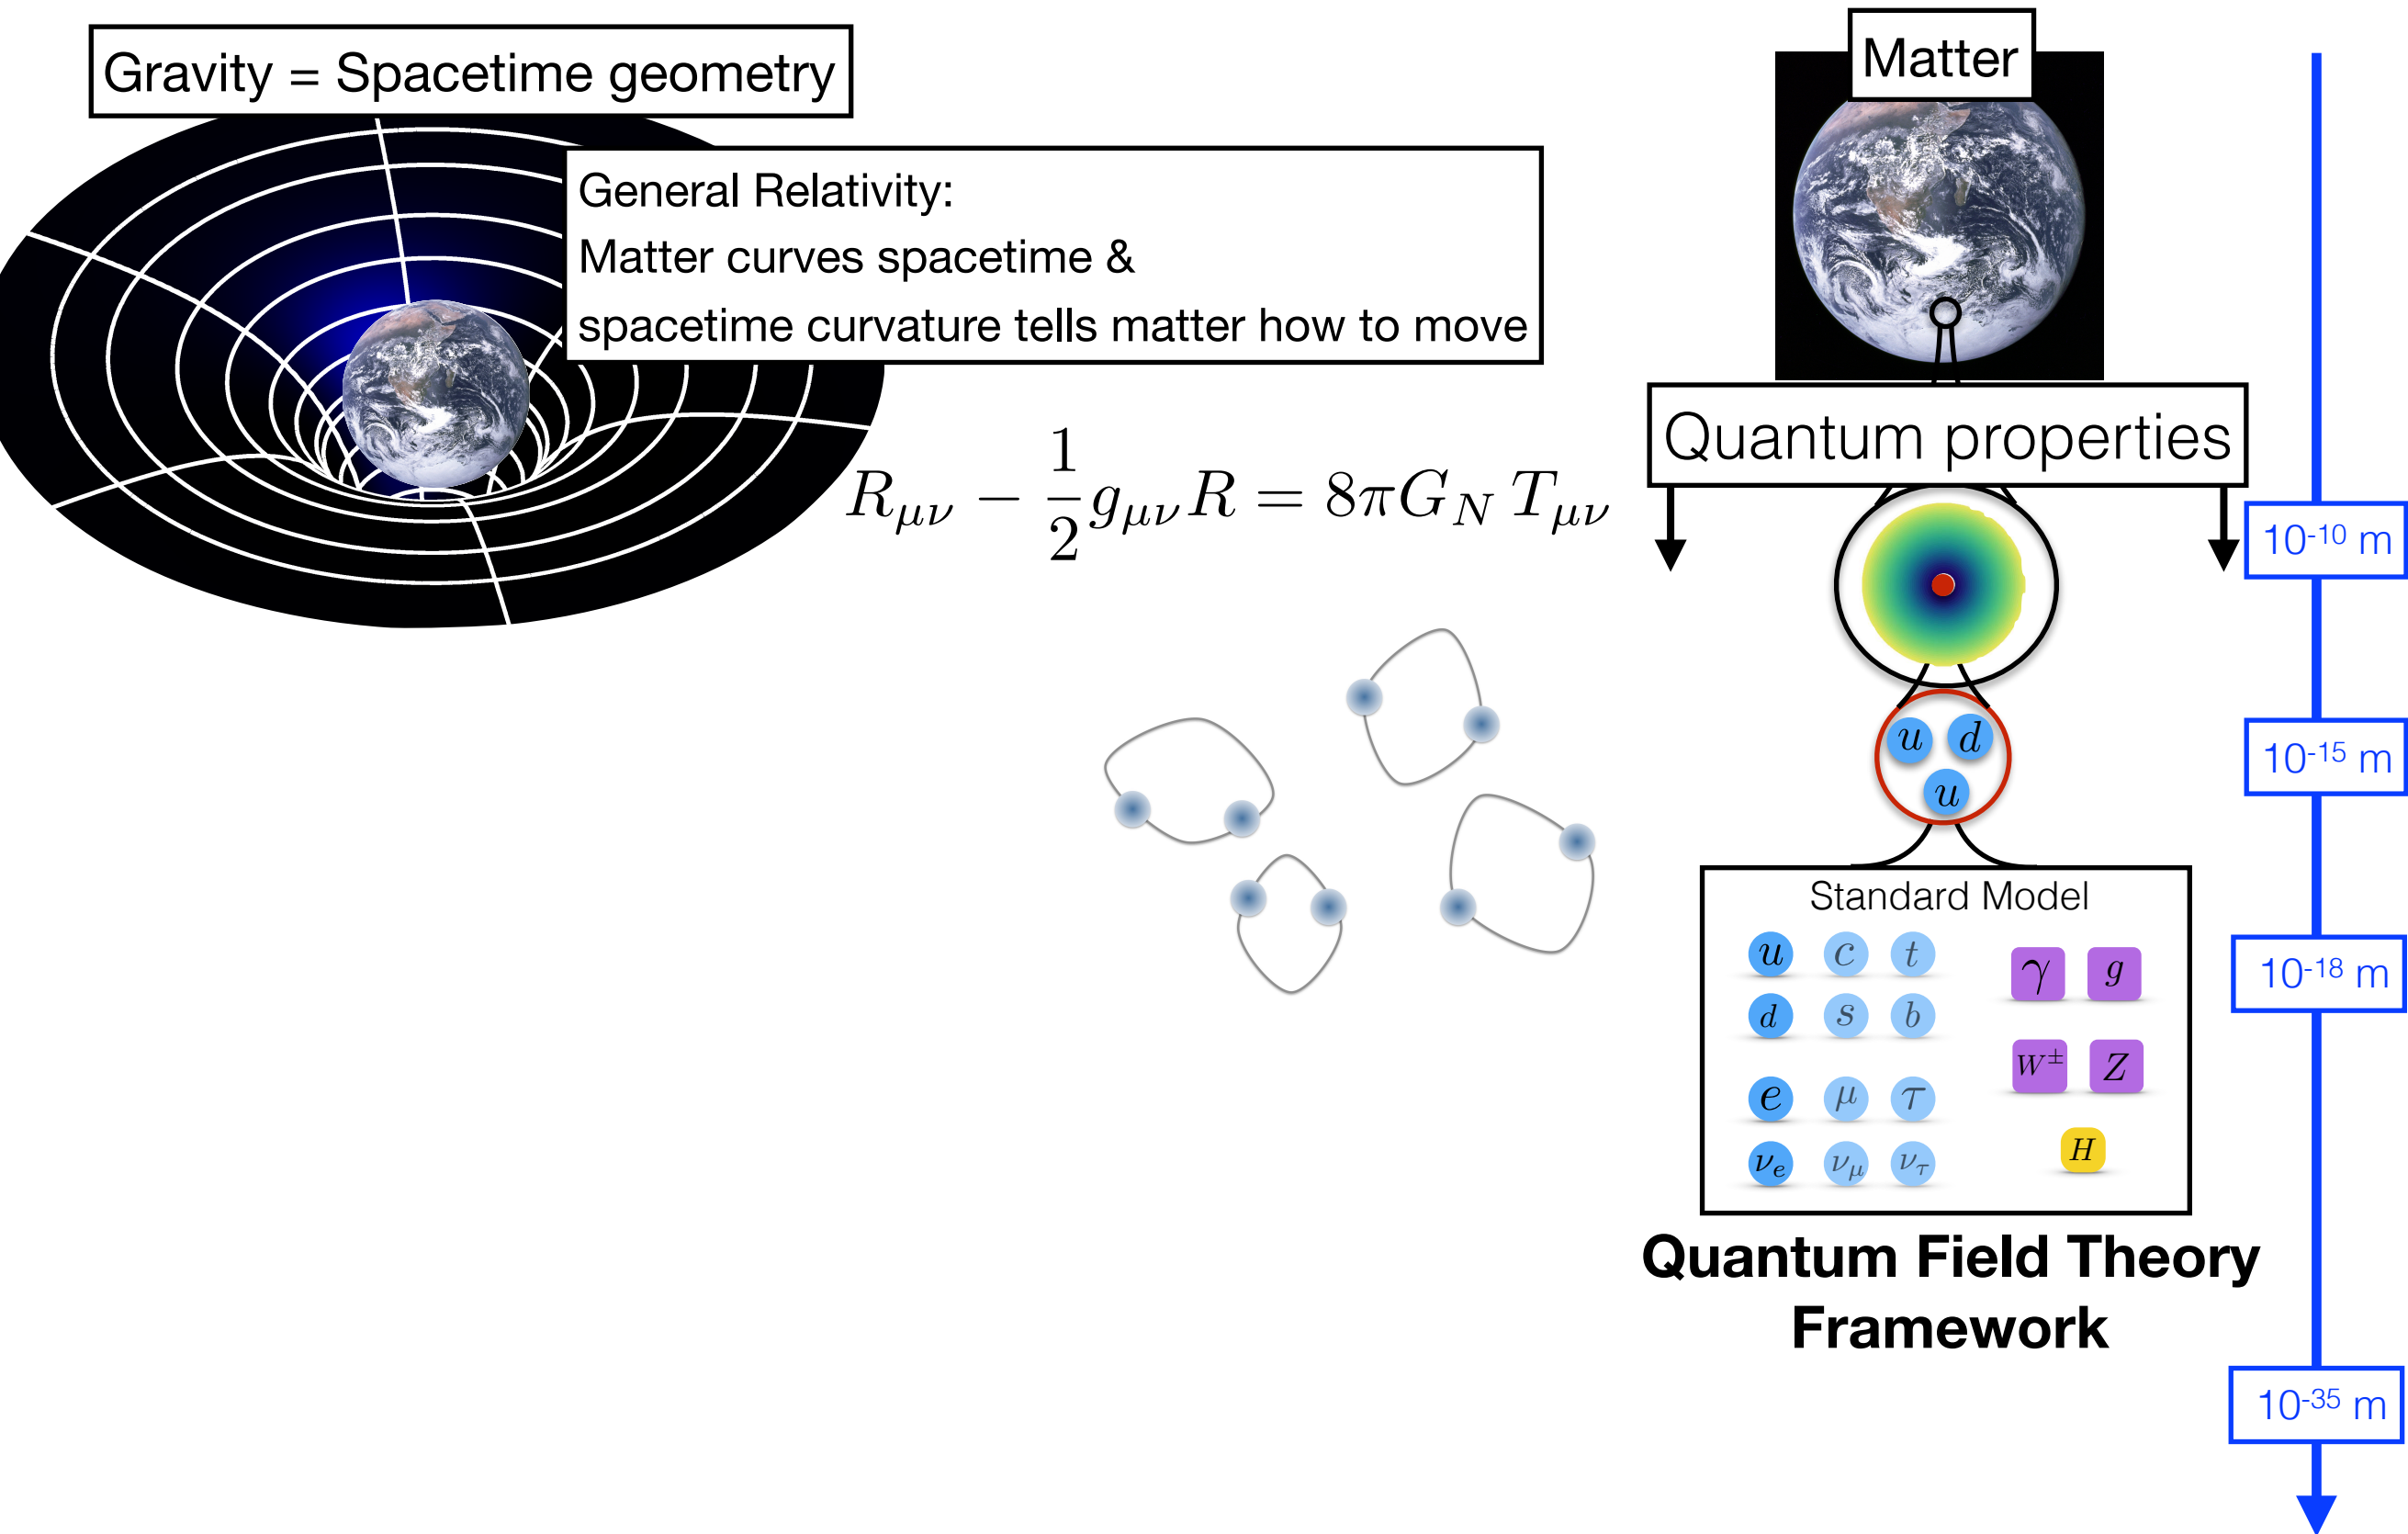 Gravity = Spacetime geometry
General Relativity:
Matter curves spacetime &
spacetime curvature tells matter how to move
R_{μν} − \frac{1}{2} g_{μν} R = 8πG_N T_{μν}
Matter
Quantum properties
10⁻¹⁰ m
u d
u
10⁻¹⁵ m
Standard Model
u c t γ g
d s b
W^± Z
e μ τ
H
ν_e ν_μ ν_τ
10⁻¹⁸ m
Quantum Field Theory
Framework
10⁻³⁵ m